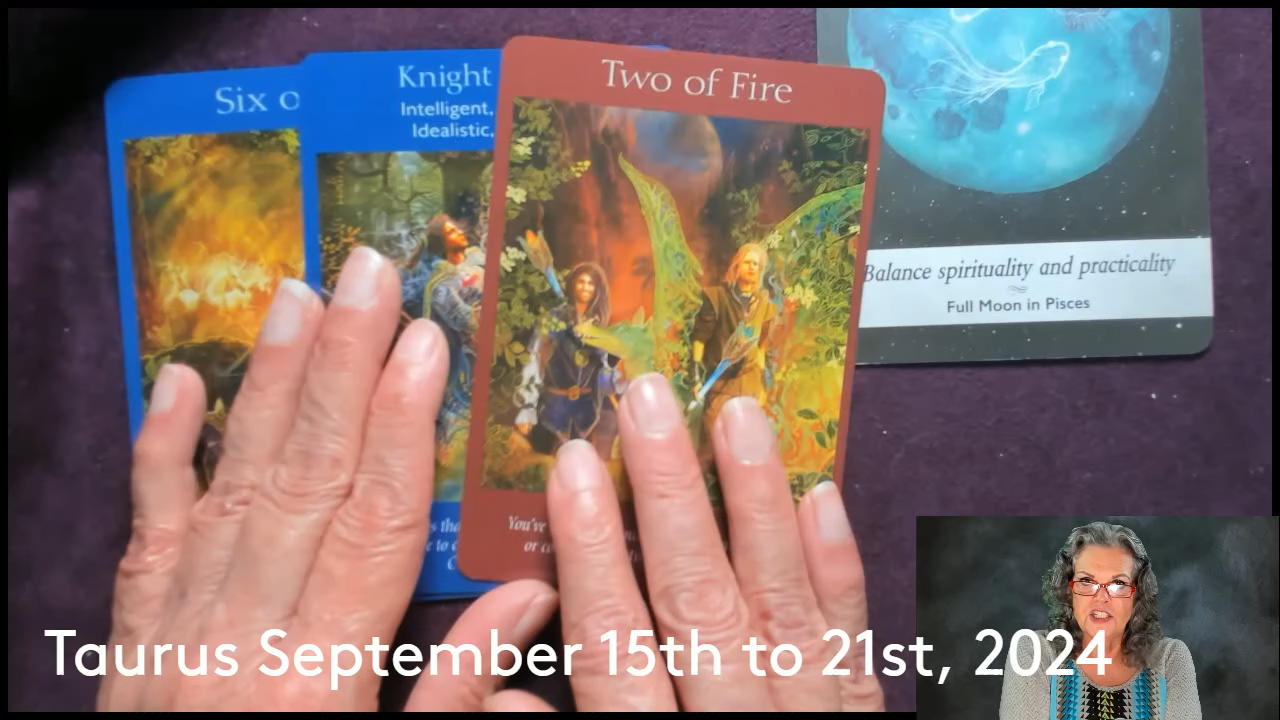 Six o
Knight
Intelligent,
Idealistic,
Two of Fire
Balance spirituality and practicality
Full Moon in Pisces
You've
or
Taurus September 15th to 21st, 2024